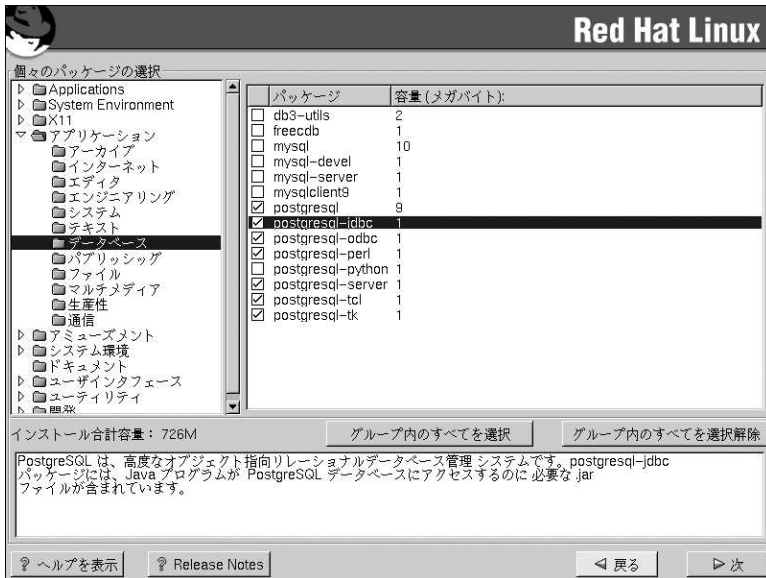 Red Hat Linux
個々のパッケージの選択
Applications
System Environment
X11
アプリケーション
アーカイブ
インターネット
エディタ
エンジニアリング
システム
テキスト
データベース
パブリッシッグ
ファイル
マルチメディア
生産性
通信
アミューズメント
システム環境
ドキュメント
ユーザインタフェース
ユーティリティ
開発
パッケージ 容量(メガバイト):
db3-utils 2
freecdb 1
mysql 10
mysql-devel 1
mysql-server 1
mysqlclient9 1
postgresql 9
postgresql-jdbc 1
postgresql-odbc 1
postgresql-perl 1
postgresql-python 1
postgresql-server 1
postgresql-tcl 1
postgresql-tk 1
インストール合計容量: 726M
グループ内のすべてを選択
グループ内のすべてを選択解除
PostgreSQL は、高度なオブジェクト指向リレーショナルデータベース管理 システムです。postgresql-jdbc
パッケージには、Java プログラムが PostgreSQL データベースにアクセスするのに 必要な .jar
ファイルが含まれています。
? ヘルプを表示
? Release Notes
戻る
次